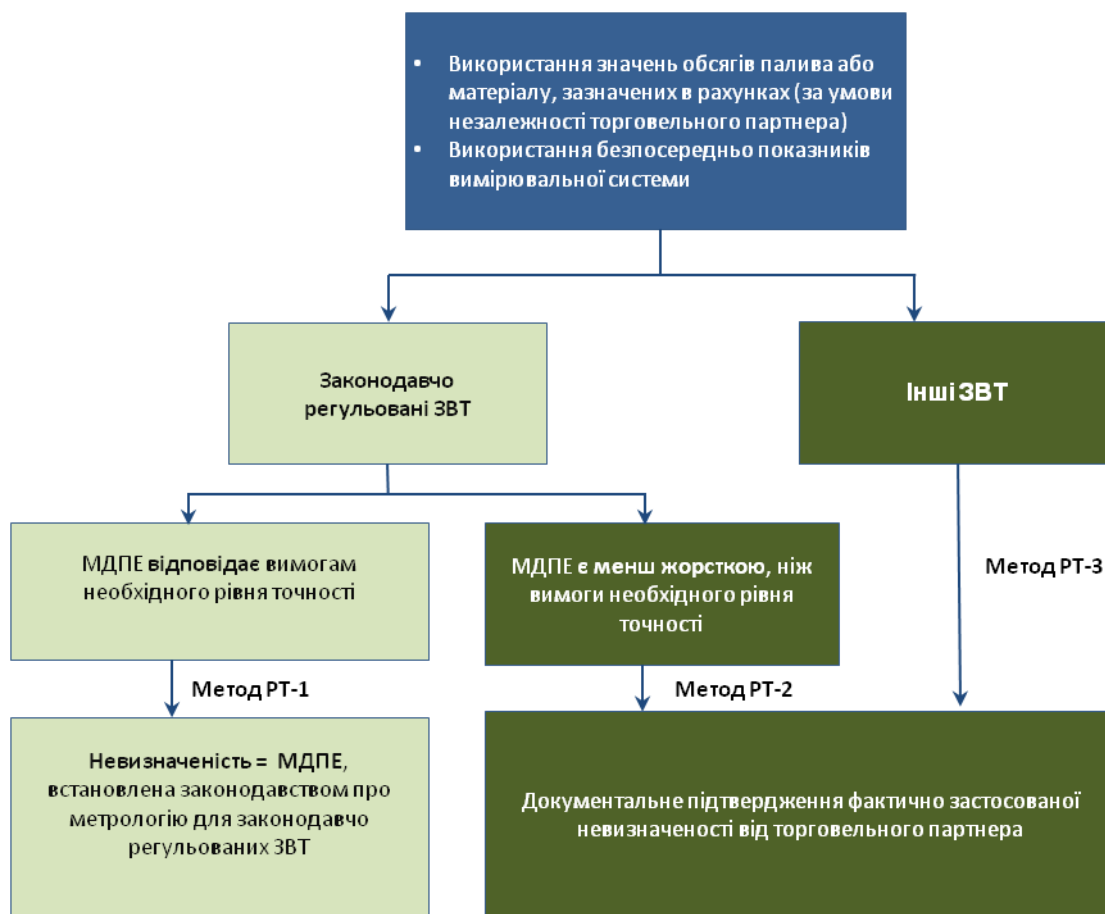 • Використання значень обсягів палива або
матеріалу, зазначених в рахунках (за умови
незалежності торговельного партнера)
• Використання безпосередньо показників
вимірювальної системи
Законодавчо
регульовані ЗВТ
Інші ЗВТ
МДПЕ відповідає вимогам
необхідного рівня точності
МДПЕ є менш жорсткою, ніж
вимоги необхідного рівня
точності
Метод РТ-3
Метод РТ-1
Метод РТ-2
Невизначеність = МДПЕ,
встановлена законодавством про
метрологію для законодавчо
регульованих ЗВТ
Документальне підтвердження фактично застосованої
невизначеності від торговельного партнера